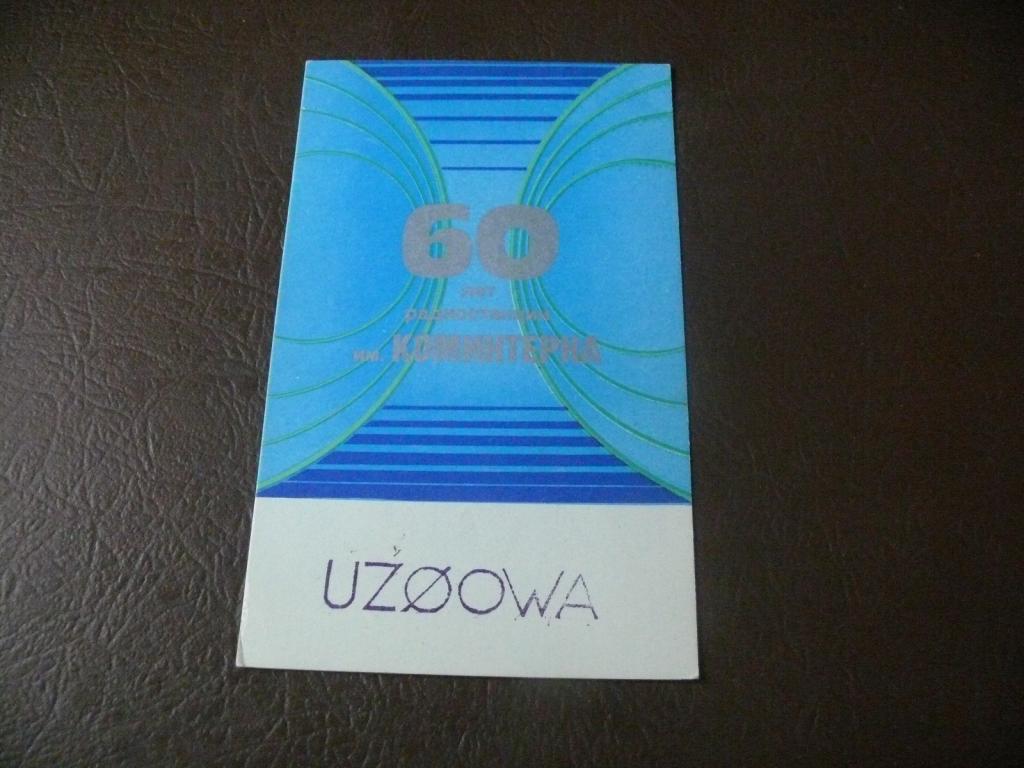 60
лет
радиостанции
им. КОМИНТЕРНА
UZØOWA